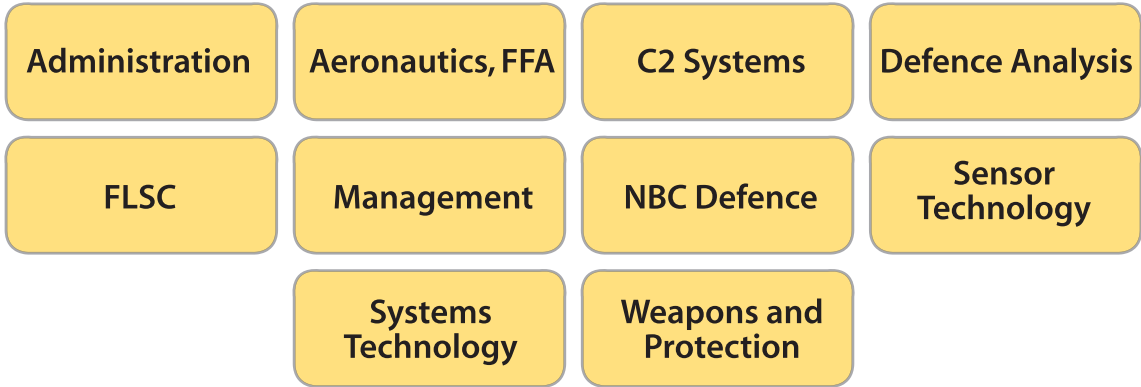 Administration
Aeronautics, FFA
C2 Systems
Defence Analysis
FLSC
Management
NBC Defence
Sensor
Technology
Systems
Technology
Weapons and
Protection